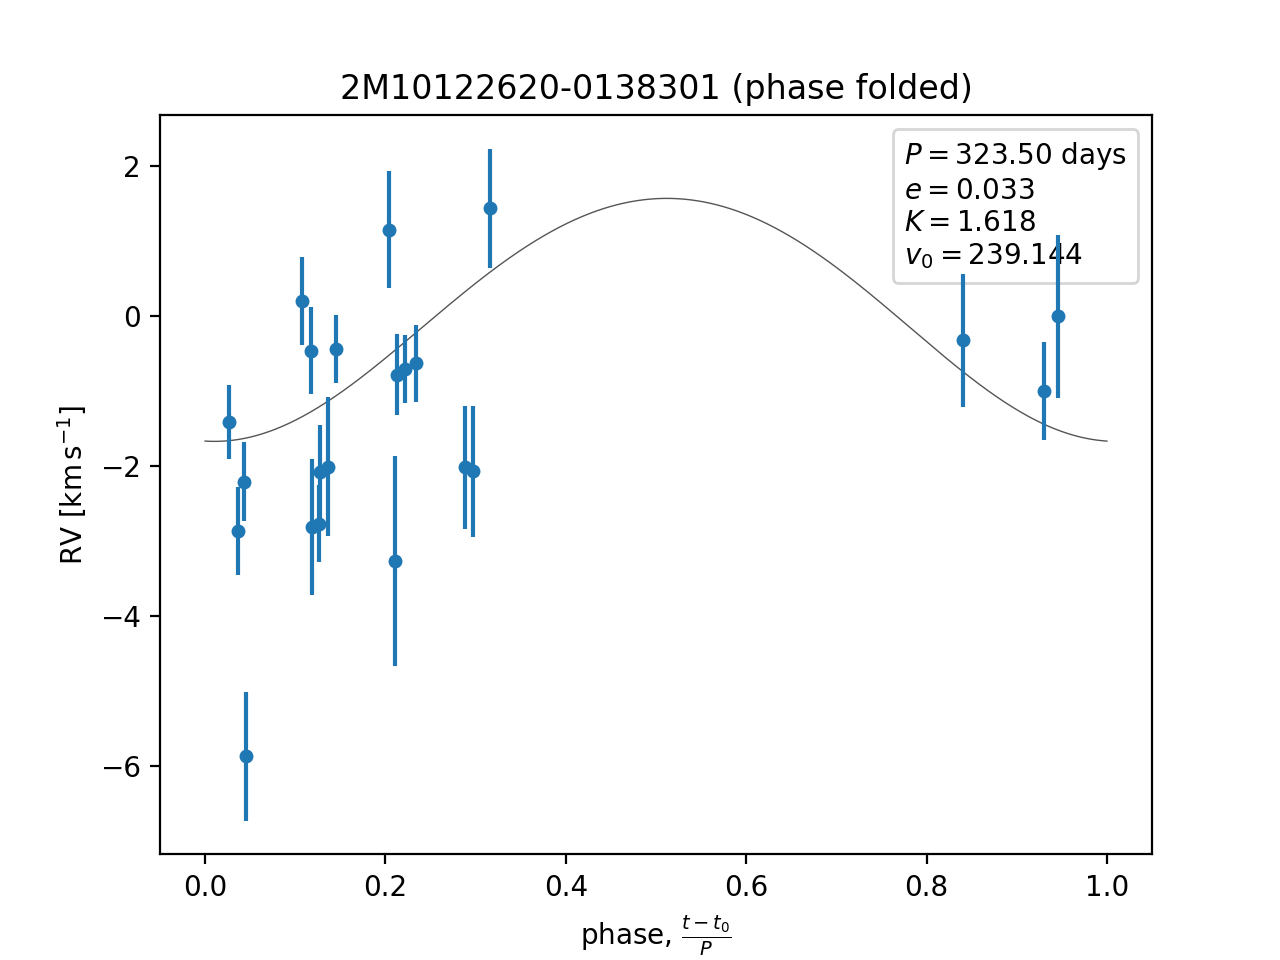 2M10122620-0138301 (phase folded)
P = 323.50 days
e = 0.033
K = 1.618
v₀ = 239.144
2
0
−2
−4
−6
RV [km s⁻¹]
0.0 0.2 0.4 0.6 0.8 1.0
phase, (t − t₀)/P